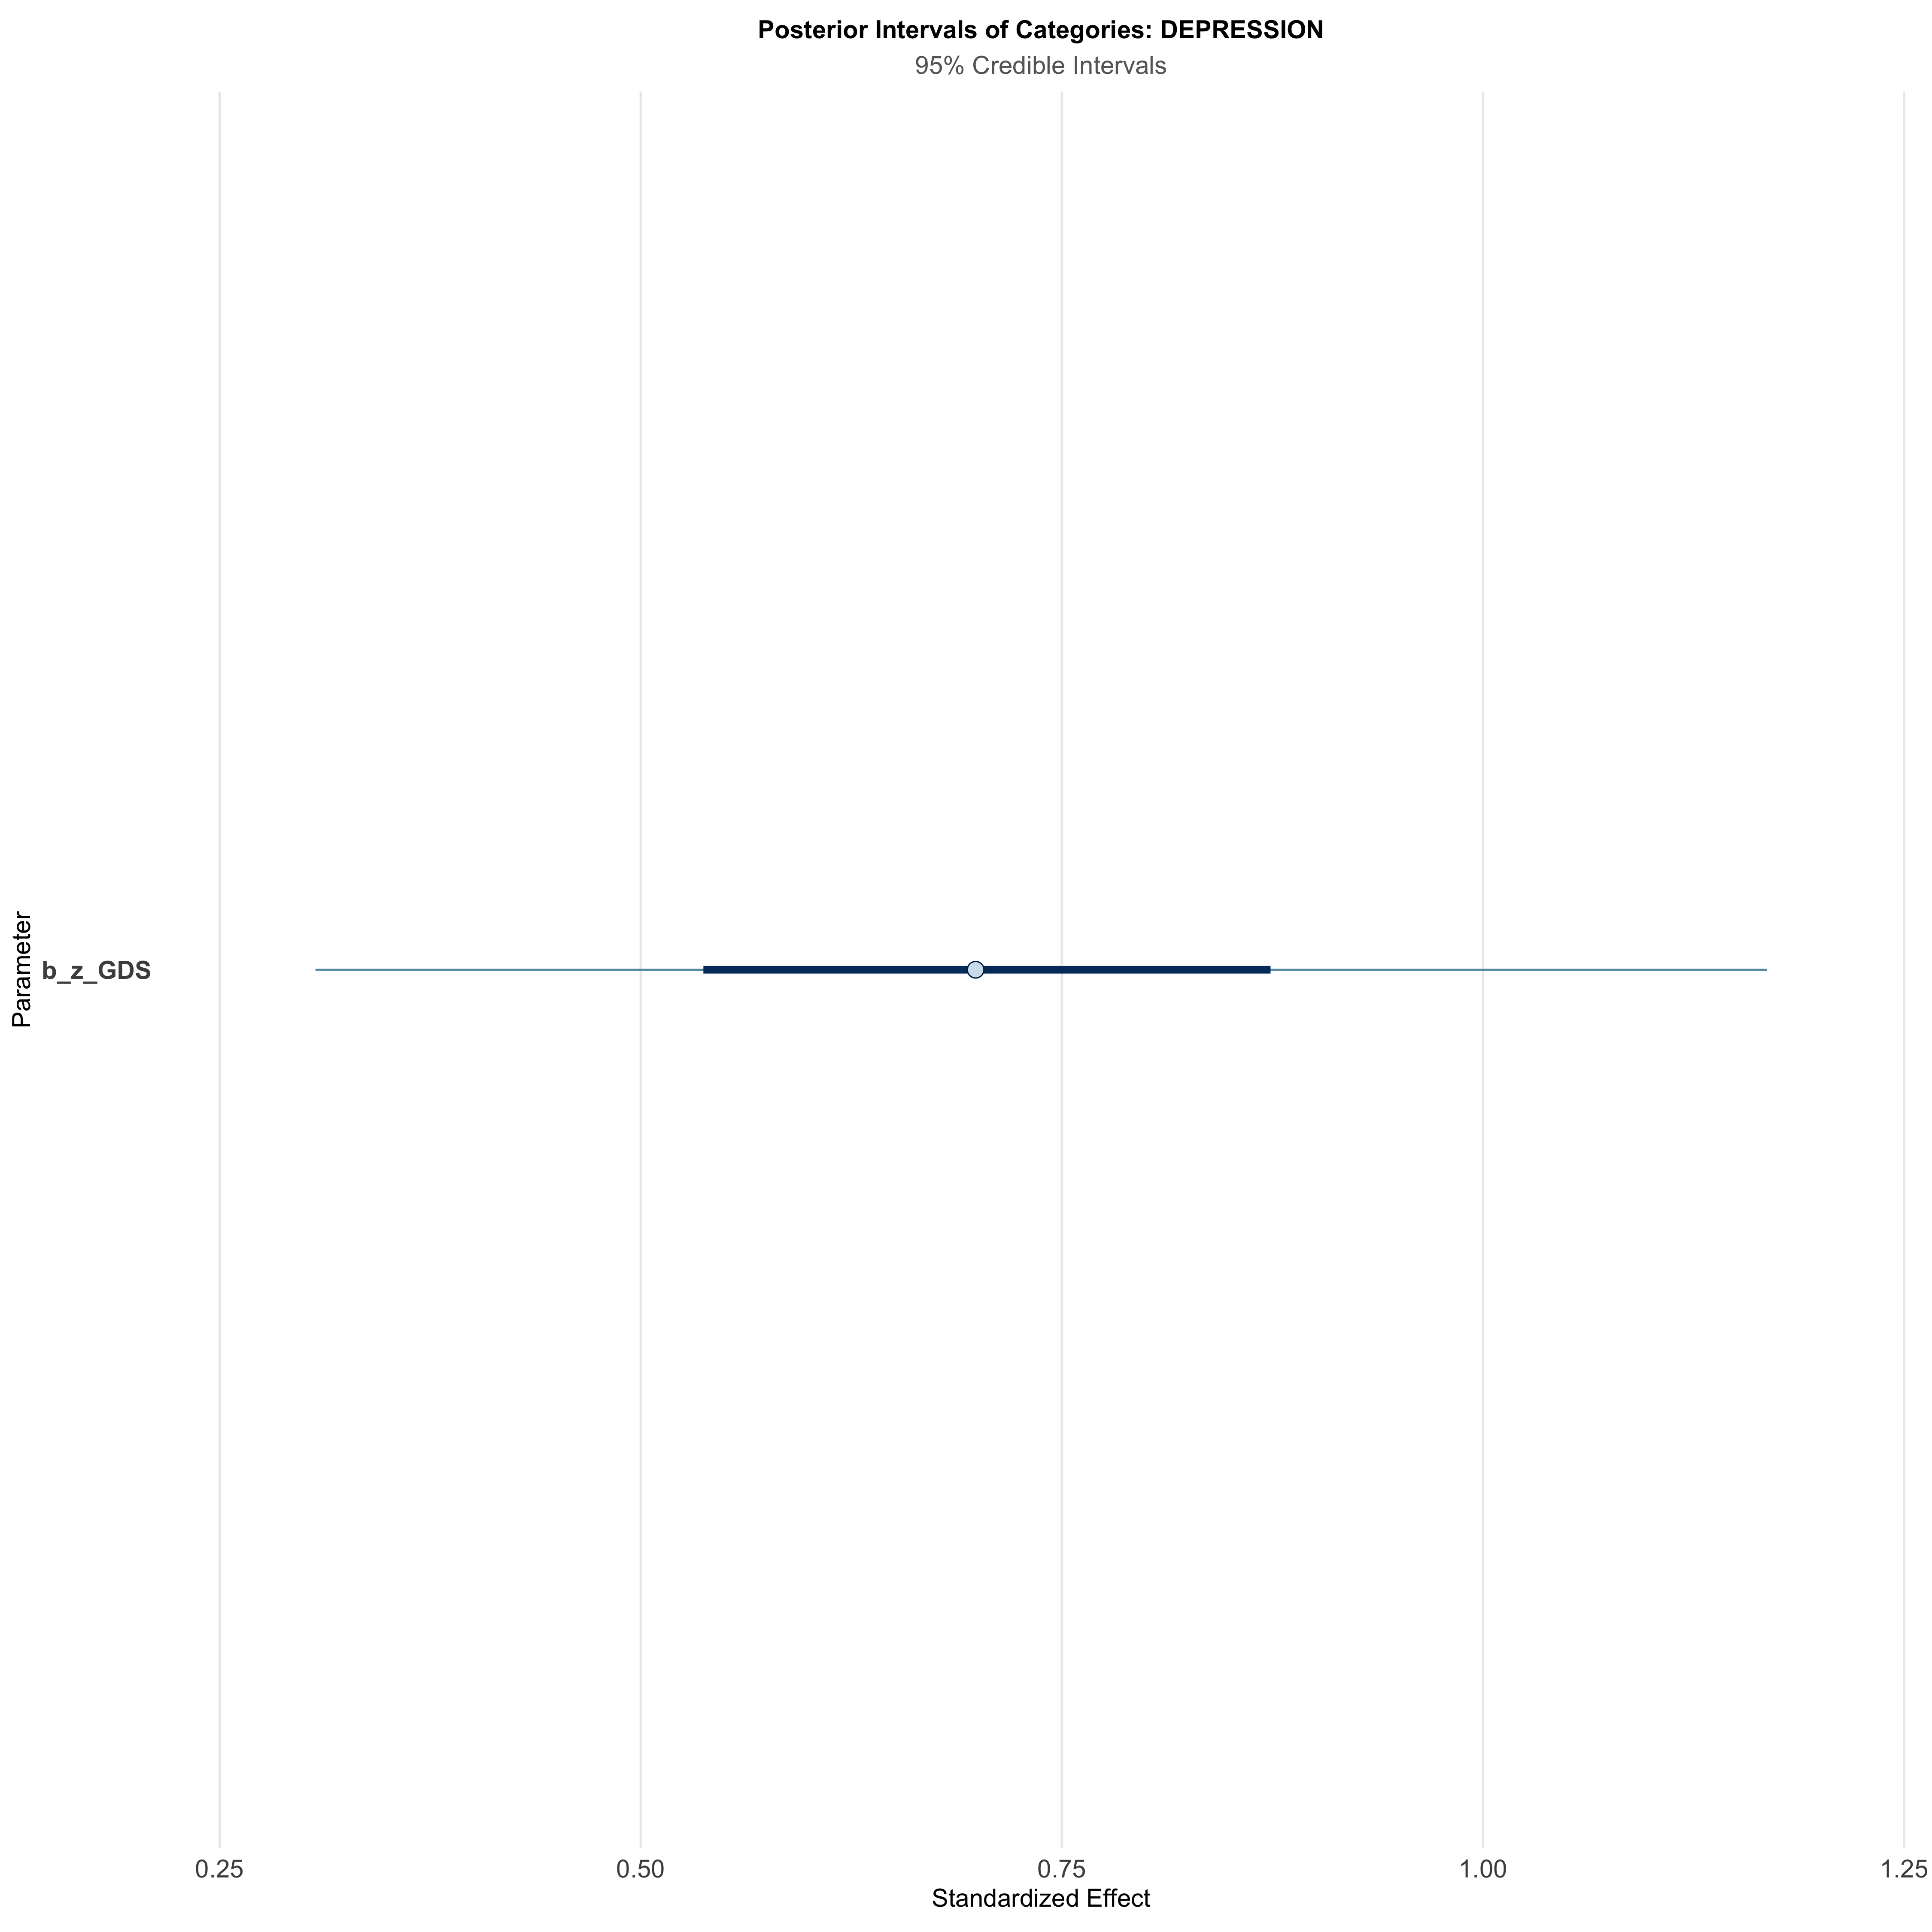 Posterior Intervals of Categories: DEPRESSION
95% Credible Intervals
Parameter
b_z_GDS
0.25 0.50 0.75 1.00 1.25
Standardized Effect